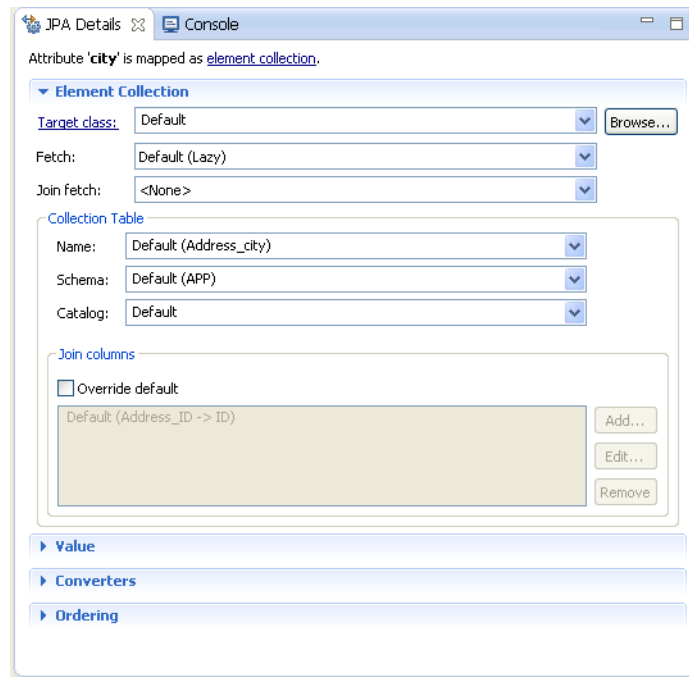 JPA Details Console
Attribute 'city' is mapped as element collection.
Element Collection
Target class: Default Browse...
Fetch: Default (Lazy)
Join fetch: <None>
Collection Table
Name: Default (Address_city)
Schema: Default (APP)
Catalog: Default
Join columns
Override default
Default (Address_ID -> ID)
Add...
Edit...
Remove
Value
Converters
Ordering